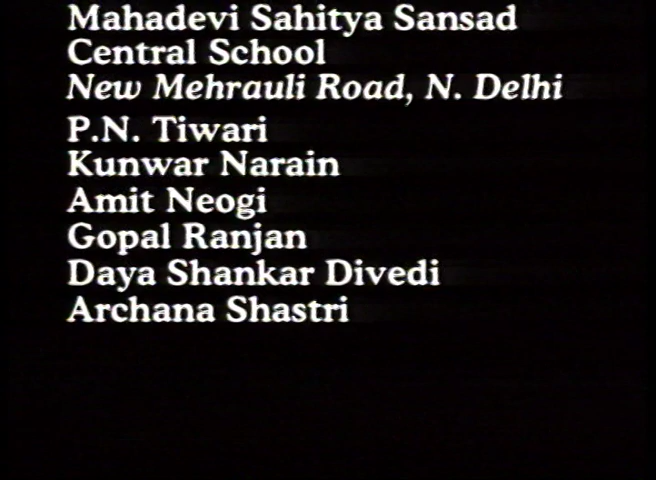 Mahadevi Sahitya Sansad
Central School
New Mehrauli Road, N. Delhi
P.N. Tiwari
Kunwar Narain
Amit Neogi
Gopal Ranjan
Daya Shankar Divedi
Archana Shastri